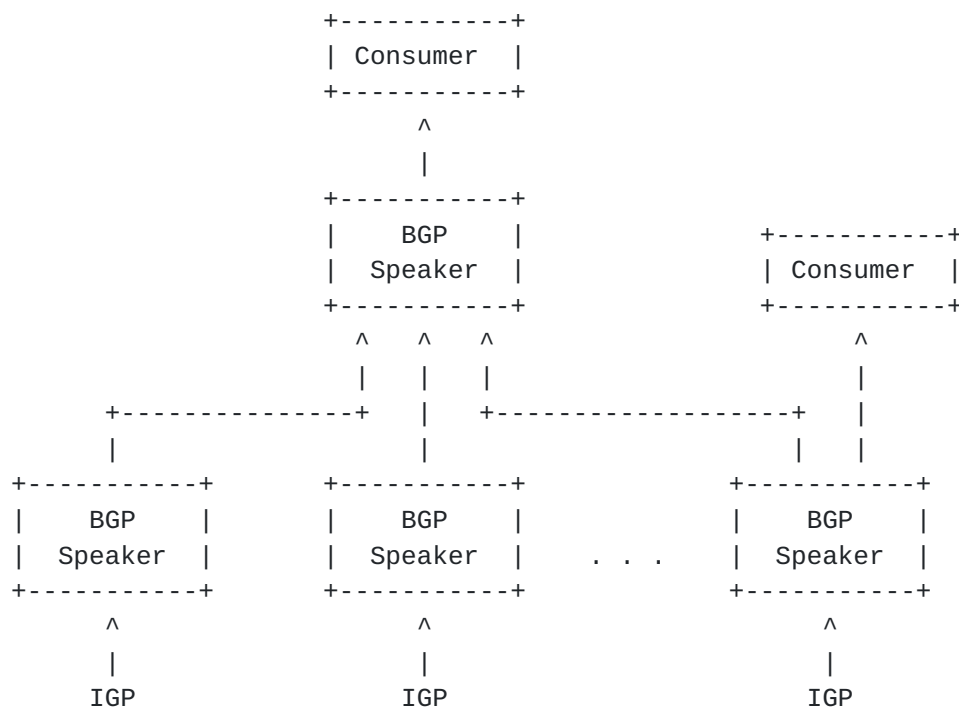 Consumer
BGP
Speaker
Consumer
BGP BGP BGP
Speaker Speaker . . . Speaker
IGP IGP IGP